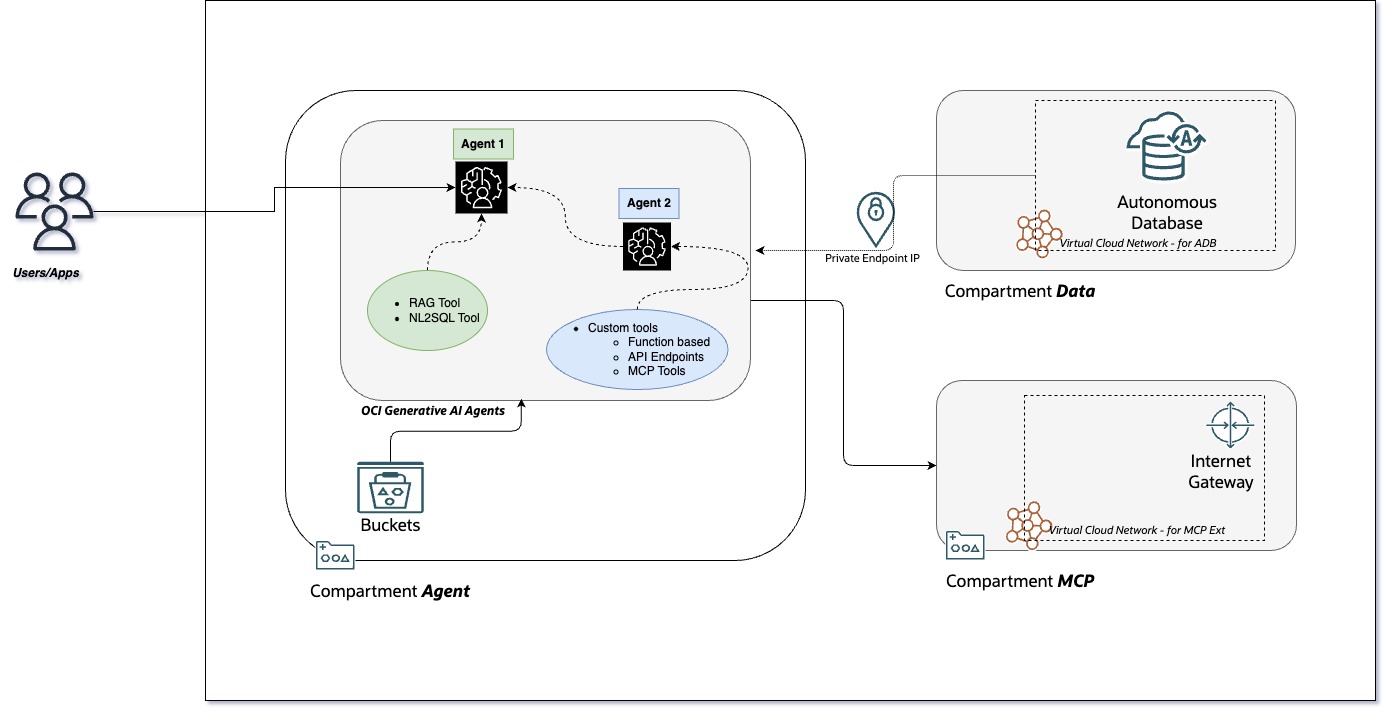 Users/Apps
Agent 1
Agent 2
RAG Tool
NL2SQL Tool
Custom tools
Function based
API Endpoints
MCP Tools
OCI Generative AI Agents
Buckets
Compartment Agent
Private Endpoint IP
A
Autonomous
Database
Virtual Cloud Network - for ADB
Compartment Data
Internet
Gateway
Virtual Cloud Network - for MCP Ext
Compartment MCP